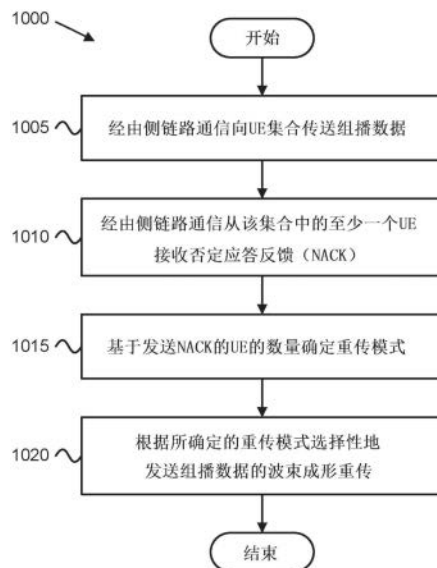 1000
开始
1005
经由侧链路通信向UE集合传送组播数据
1010
经由侧链路通信从该集合中的至少一个UE
接收否定应答反馈（NACK）
1015
基于发送NACK的UE的数量确定重传模式
1020
根据所确定的重传模式选择性地
发送组播数据的波束成形重传
结束